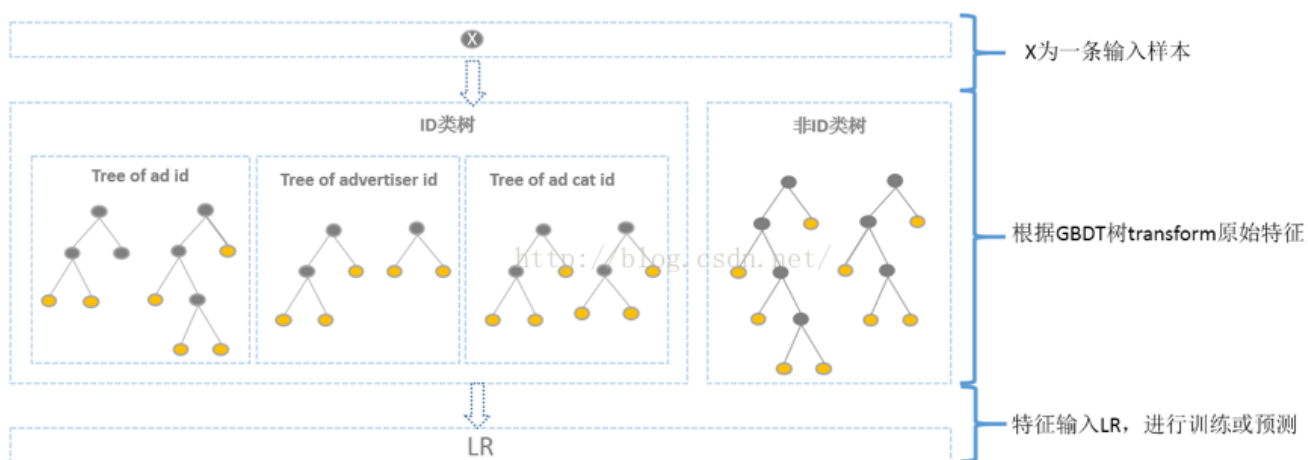 X
X为一条输入样本
ID类树
非ID类树
Tree of ad id
Tree of advertiser id
Tree of ad cat id
http://blog.csdn.net/
根据GBDT树transform原始特征
特征输入LR，进行训练或预测
LR